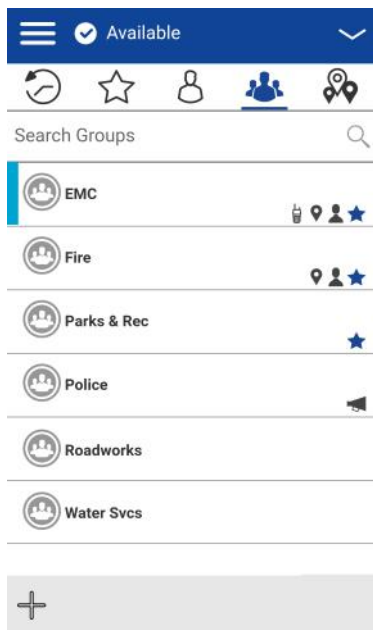 Available
Search Groups
EMC
Fire
Parks & Rec
Police
Roadworks
Water Svcs